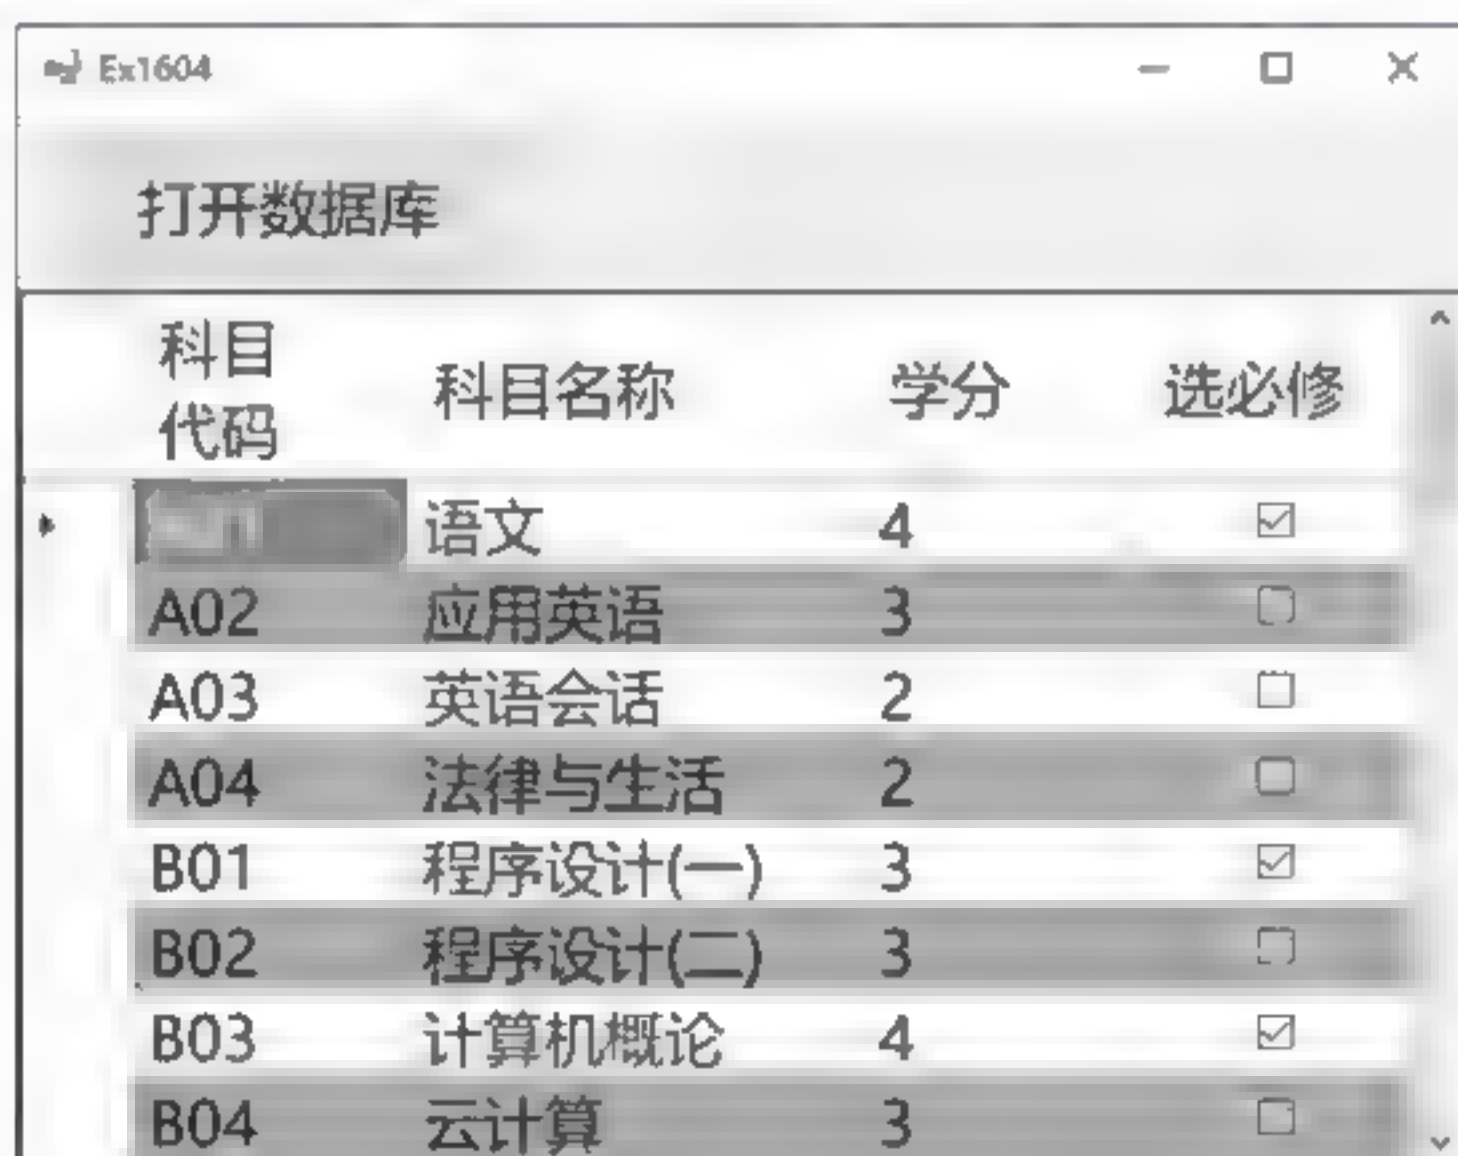 Ex1604
打开数据库
科目代码 科目名称 学分 选必修
语文 4
A02 应用英语 3
A03 英语会话 2
A04 法律与生活 2
B01 程序设计(一) 3
B02 程序设计(二) 3
B03 计算机概论 4
B04 云计算 3